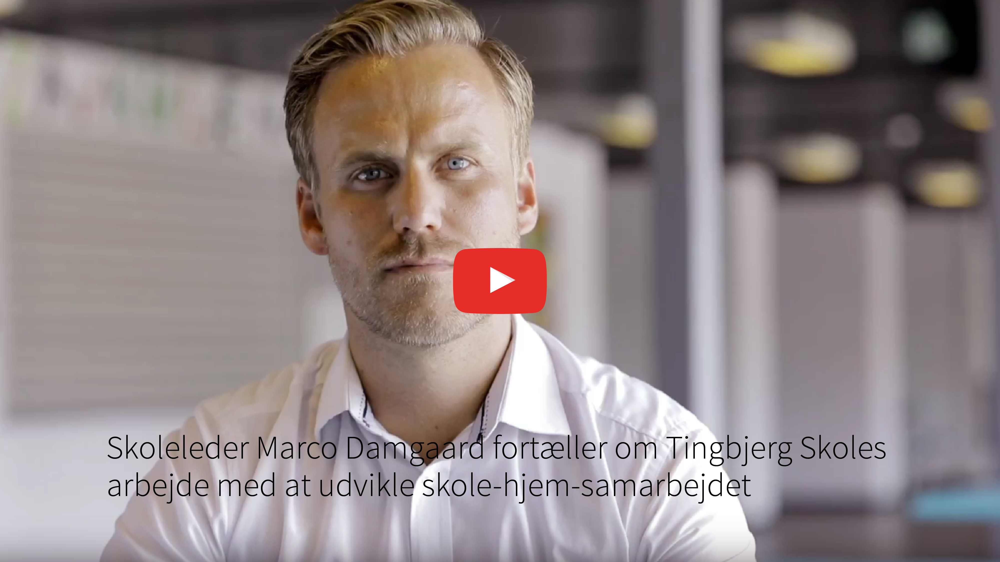 Skoleleder Marco Damgaard fortæller om Tingbjerg Skoles
arbejde med at udvikle skole-hjem-samarbejdet